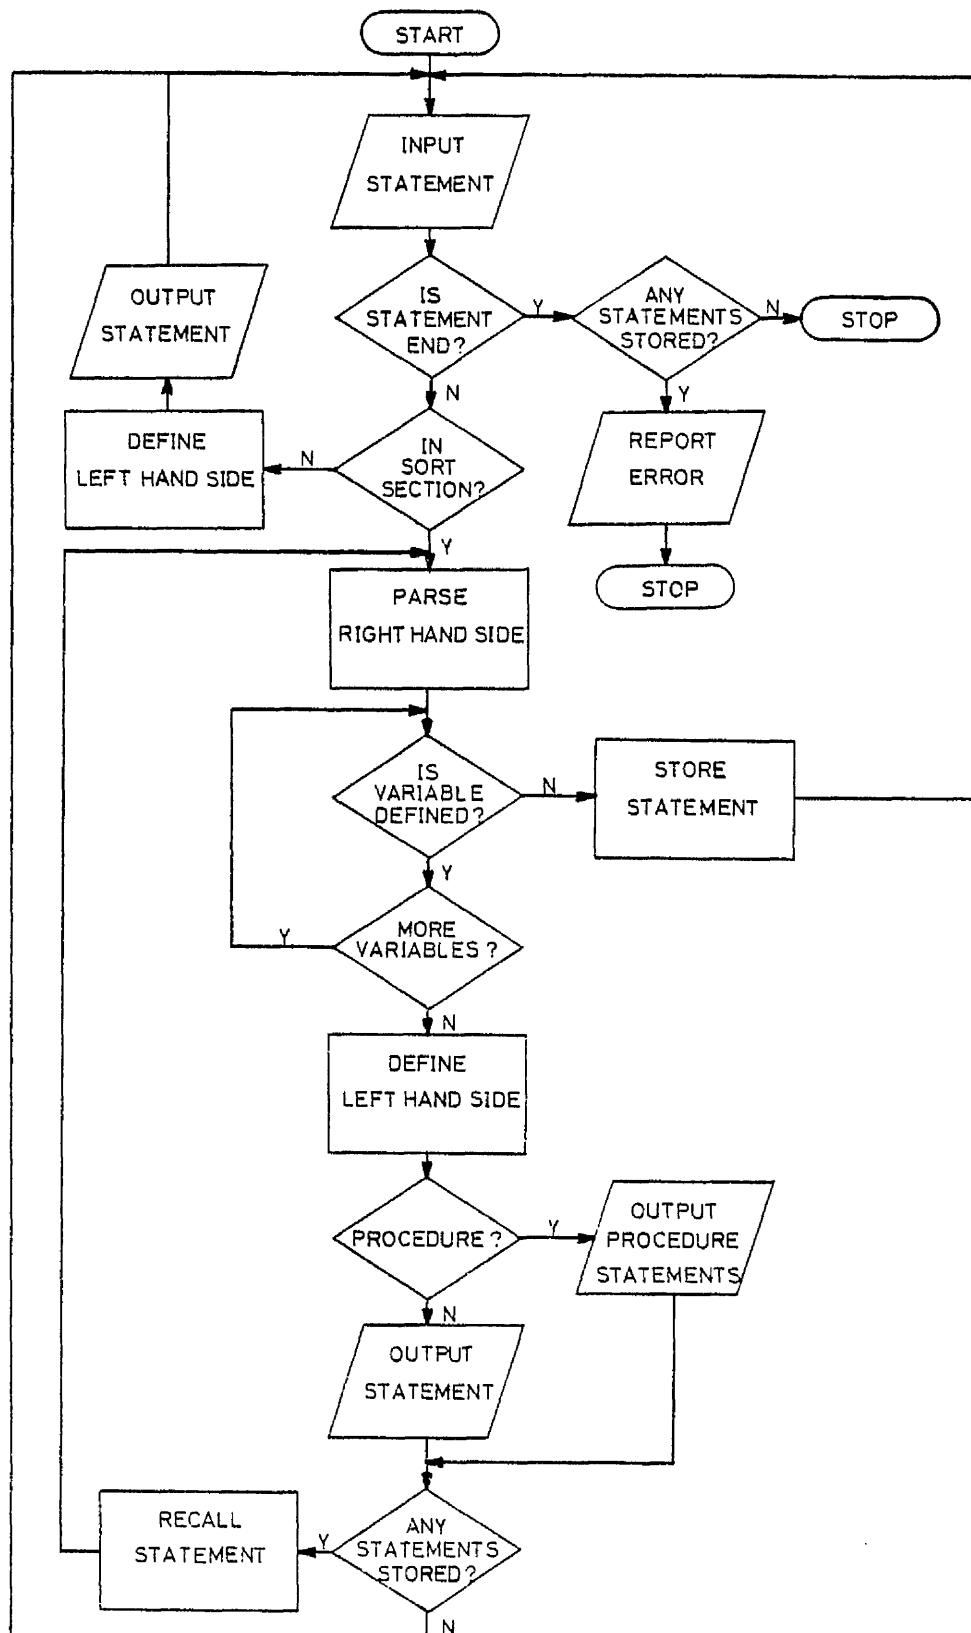 START
INPUT
STATEMENT
IS
STATEMENT
END?
Y
ANY
STATEMENTS
STORED?
N
STOP
OUTPUT
STATEMENT
N
Y
DEFINE
LEFT HAND SIDE
N
IN
SORT
SECTION?
REPORT
ERROR
Y
STOP
PARSE
RIGHT HAND SIDE
IS
VARIABLE
DEFINED?
N
STORE
STATEMENT
Y
MORE
VARIABLES?
Y
N
DEFINE
LEFT HAND SIDE
PROCEDURE?
Y
OUTPUT
PROCEDURE
STATEMENTS
N
OUTPUT
STATEMENT
RECALL
STATEMENT
Y
ANY
STATEMENTS
STORED?
N